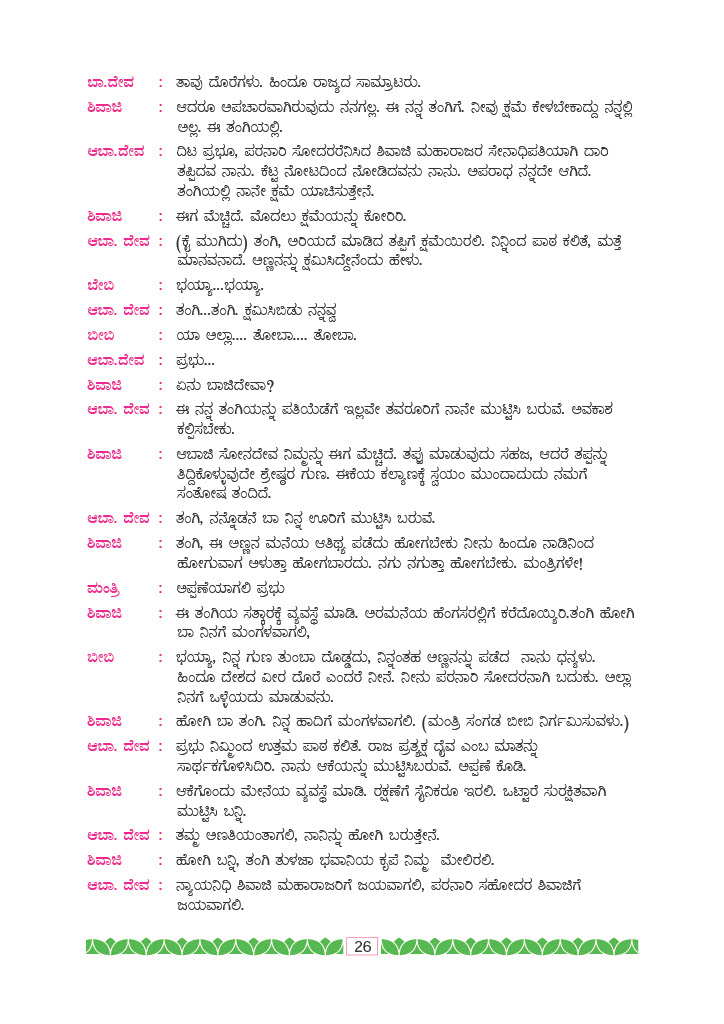 ಬಾ.ದೇವ : ತಾವು ದೊರೆಗಳು. ಹಿಂದೂ ರಾಜ್ಯದ ಸಾಮ್ರಾಟರು.
ಶಿವಾಜಿ : ಆದರೂ ಅಪಚಾರವಾಗಿರುವುದು ನನಗಲ್ಲ. ಈ ನನ್ನ ತಂಗಿಗೆ. ನೀವು ಕ್ಷಮೆ ಕೇಳಬೇಕಾದ್ದು ನನ್ನಲ್ಲಿ
ಅಲ್ಲ. ಈ ತಂಗಿಯಲ್ಲಿ.
ಆಬಾ.ದೇವ : ದಿಟ ಪ್ರಭೂ, ಪರನಾರಿ ಸೋದರರೆನಿಸಿದ ಶಿವಾಜಿ ಮಹಾರಾಜರ ಸೇನಾಧಿಪತಿಯಾಗಿ ದಾರಿ
ತಪ್ಪಿದವ ನಾನು. ಕೆಟ್ಟ ನೋಟದಿಂದ ನೋಡಿದವನು ನಾನು. ಅಪರಾಧ ನನ್ನದೇ ಆಗಿದೆ.
ತಂಗಿಯಲ್ಲಿ ನಾನೇ ಕ್ಷಮೆ ಯಾಚಿಸುತ್ತೇನೆ.
ಶಿವಾಜಿ : ಈಗ ಮೆಚ್ಚಿದೆ. ಮೊದಲು ಕ್ಷಮೆಯನ್ನು ಕೋರಿರಿ.
ಆಬಾ. ದೇವ : (ಕೈ ಮುಗಿದು) ತಂಗಿ, ಅರಿಯದೆ ಮಾಡಿದ ತಪ್ಪಿಗೆ ಕ್ಷಮೆಯಿರಲಿ. ನಿನ್ನಿಂದ ಪಾಠ ಕಲಿತೆ, ಮತ್ತೆ
ಮಾನವನಾದೆ. ಅಣ್ಣನನ್ನು ಕ್ಷಮಿಸಿದ್ದೇನೆಂದು ಹೇಳು.
ಬೇಬಿ : ಭಯ್ಯಾ...ಭಯ್ಯಾ.
ಆಬಾ. ದೇವ : ತಂಗಿ...ತಂಗಿ. ಕ್ಷಮಿಸಿಬಿಡು ನನ್ನವ್ವ
ಬೀಬಿ : ಯಾ ಅಲ್ಲಾ.... ತೋಬಾ.... ತೋಬಾ.
ಆಬಾ.ದೇವ : ಪ್ರಭು...
ಶಿವಾಜಿ : ಏನು ಬಾಜಿದೇವಾ?
ಆಬಾ. ದೇವ : ಈ ನನ್ನ ತಂಗಿಯನ್ನು ಪತಿಯೆಡೆಗೆ ಇಲ್ಲವೇ ತವರೂರಿಗೆ ನಾನೇ ಮುಟ್ಟಿಸಿ ಬರುವೆ. ಅವಕಾಶ
ಕಲ್ಪಿಸಬೇಕು.
ಶಿವಾಜಿ : ಆಬಾಜಿ ಸೋನದೇವ ನಿಮ್ಮನ್ನು ಈಗ ಮೆಚ್ಚಿದೆ. ತಪ್ಪು ಮಾಡುವುದು ಸಹಜ, ಆದರೆ ತಪ್ಪನ್ನು
ತಿದ್ದಿಕೊಳ್ಳುವುದೇ ಶ್ರೇಷ್ಠರ ಗುಣ. ಈಕೆಯ ಕಲ್ಯಾಣಕ್ಕೆ ಸ್ವಯಂ ಮುಂದಾದುದು ನಮಗೆ
ಸಂತೋಷ ತಂದಿದೆ.
ಆಬಾ. ದೇವ : ತಂಗಿ, ನನ್ನೊಡನೆ ಬಾ ನಿನ್ನ ಊರಿಗೆ ಮುಟ್ಟಿಸಿ ಬರುವೆ.
ಶಿವಾಜಿ : ತಂಗಿ, ಈ ಅಣ್ಣನ ಮನೆಯ ಆತಿಥ್ಯ ಪಡೆದು ಹೋಗಬೇಕು ನೀನು ಹಿಂದೂ ನಾಡಿನಿಂದ
ಹೋಗುವಾಗ ಅಳುತ್ತಾ ಹೋಗಬಾರದು. ನಗು ನಗುತ್ತಾ ಹೋಗಬೇಕು. ಮಂತ್ರಿಗಳೇ!
ಮಂತ್ರಿ : ಅಪ್ಪಣೆಯಾಗಲಿ ಪ್ರಭು
ಶಿವಾಜಿ : ಈ ತಂಗಿಯ ಸತ್ಕಾರಕ್ಕೆ ವ್ಯವಸ್ಥೆ ಮಾಡಿ. ಅರಮನೆಯ ಹೆಂಗಸರಲ್ಲಿಗೆ ಕರೆದೊಯ್ಯಿರಿ.ತಂಗಿ ಹೋಗಿ
ಬಾ ನಿನಗೆ ಮಂಗಳವಾಗಲಿ,
ಬೀಬಿ : ಭಯ್ಯಾ, ನಿನ್ನ ಗುಣ ತುಂಬಾ ದೊಡ್ಡದು, ನಿನ್ನಂತಹ ಅಣ್ಣನನ್ನು ಪಡೆದ ನಾನು ಧನ್ಯಳು.
ಹಿಂದೂ ದೇಶದ ವೀರ ದೊರೆ ಎಂದರೆ ನೀನೆ. ನೀನು ಪರನಾರಿ ಸೋದರನಾಗಿ ಬದುಕು. ಅಲ್ಲಾ
ನಿನಗೆ ಒಳ್ಳೆಯದು ಮಾಡುವನು.
ಶಿವಾಜಿ : ಹೋಗಿ ಬಾ ತಂಗಿ. ನಿನ್ನ ಹಾದಿಗೆ ಮಂಗಳವಾಗಲಿ. (ಮಂತ್ರಿ ಸಂಗಡ ಬೀಬಿ ನಿರ್ಗಮಿಸುವಳು.)
ಆಬಾ. ದೇವ : ಪ್ರಭು ನಿಮ್ಮಿಂದ ಉತ್ತಮ ಪಾಠ ಕಲಿತೆ. ರಾಜ ಪ್ರತ್ಯಕ್ಷ ದೈವ ಎಂಬ ಮಾತನ್ನು
ಸಾರ್ಥಕಗೊಳಿಸಿದಿರಿ. ನಾನು ಆಕೆಯನ್ನು ಮುಟ್ಟಿಸಿಬರುವೆ. ಅಪ್ಪಣೆ ಕೊಡಿ.
ಶಿವಾಜಿ : ಆಕೆಗೊಂದು ಮೇನೆಯ ವ್ಯವಸ್ಥೆ ಮಾಡಿ. ರಕ್ಷಣೆಗೆ ಸೈನಿಕರೂ ಇರಲಿ. ಒಟ್ಟಾರೆ ಸುರಕ್ಷಿತವಾಗಿ
ಮುಟ್ಟಿಸಿ ಬನ್ನಿ.
ಆಬಾ. ದೇವ : ತಮ್ಮ ಆಣತಿಯಂತಾಗಲಿ, ನಾನಿನ್ನು ಹೋಗಿ ಬರುತ್ತೇನೆ.
ಶಿವಾಜಿ : ಹೋಗಿ ಬನ್ನಿ, ತಂಗಿ ತುಳಜಾ ಭವಾನಿಯ ಕೃಪೆ ನಿಮ್ಮ ಮೇಲಿರಲಿ.
ಆಬಾ. ದೇವ : ನ್ಯಾಯನಿಧಿ ಶಿವಾಜಿ ಮಹಾರಾಜರಿಗೆ ಜಯವಾಗಲಿ, ಪರನಾರಿ ಸಹೋದರ ಶಿವಾಜಿಗೆ
ಜಯವಾಗಲಿ.
26